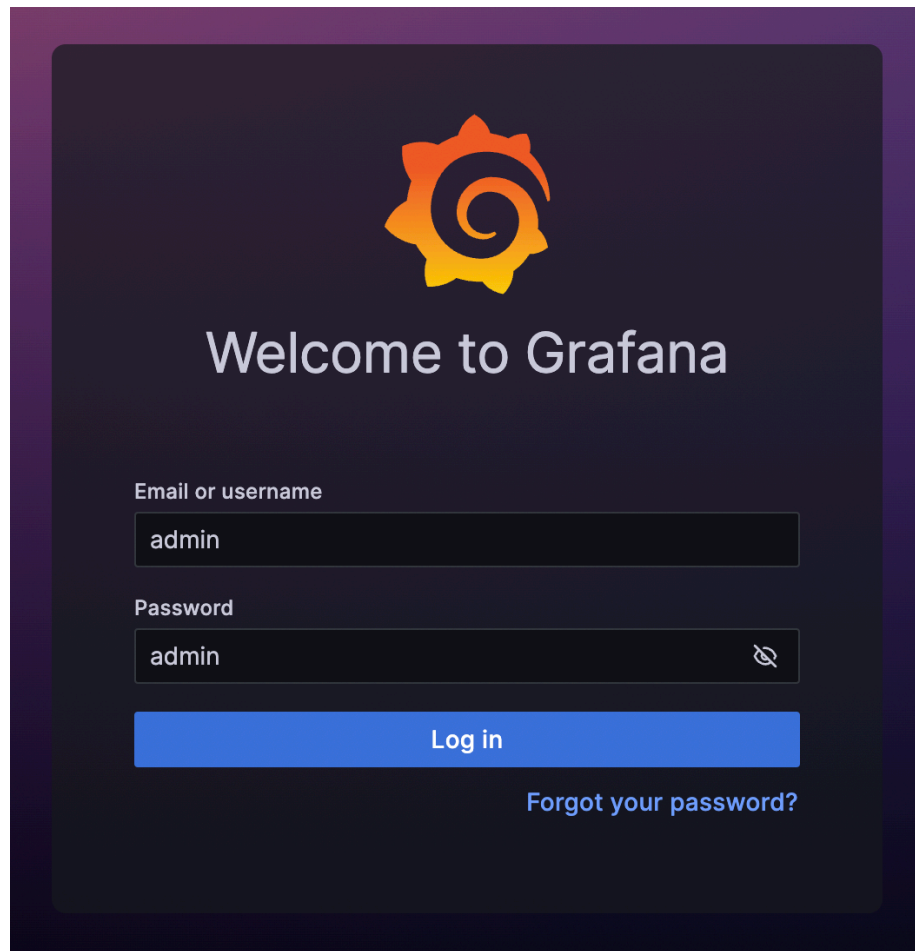 Welcome to Grafana
Email or username
admin
Password
admin
Log in
Forgot your password?